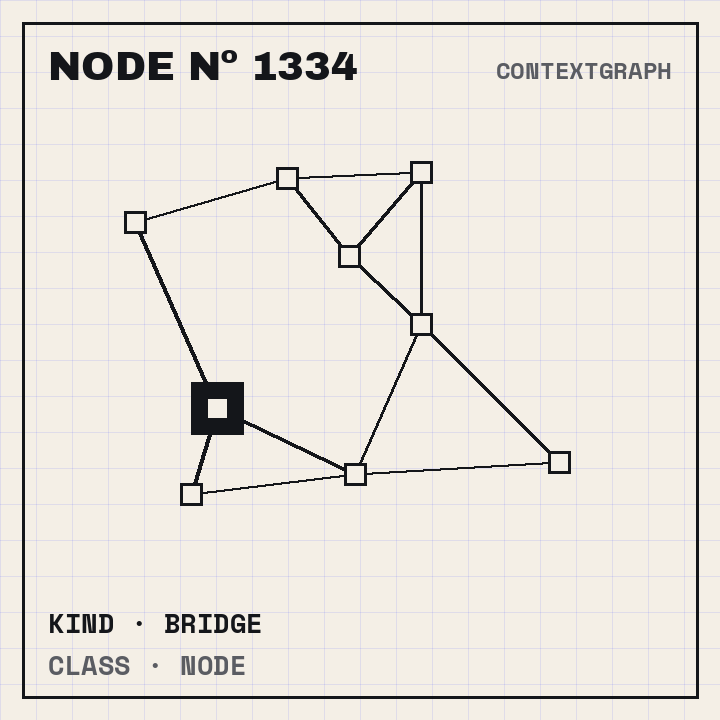 NODE Nº 1334
CONTEXTGRAPH
KIND · BRIDGE
CLASS · NODE